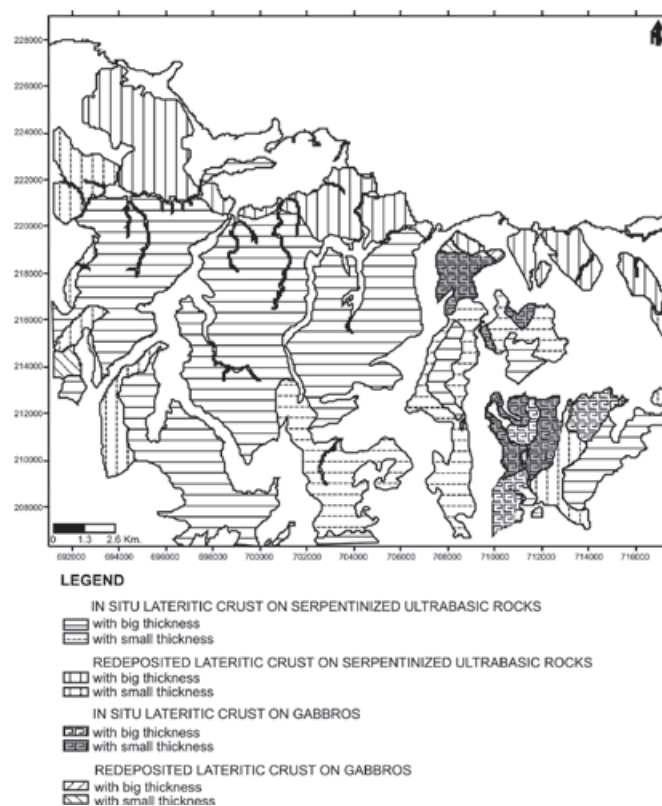 228000
226000
224000
222000
220000
218000
216000
214000
212000
210000
208000
0 1.3 2.6 Km.
692000 694000 696000 698000 700000 702000 704000 706000 708000 710000 712000 714000 716000
LEGEND
IN SITU LATERITIC CRUST ON SERPENTINIZED ULTRABASIC ROCKS
with big thickness
with small thickness
REDEPOSITED LATERITIC CRUST ON SERPENTINIZED ULTRABASIC ROCKS
with big thickness
with small thickness
IN SITU LATERITIC CRUST ON GABBROS
with big thickness
with small thickness
REDEPOSITED LATERITIC CRUST ON GABBROS
with big thickness
with small thickness